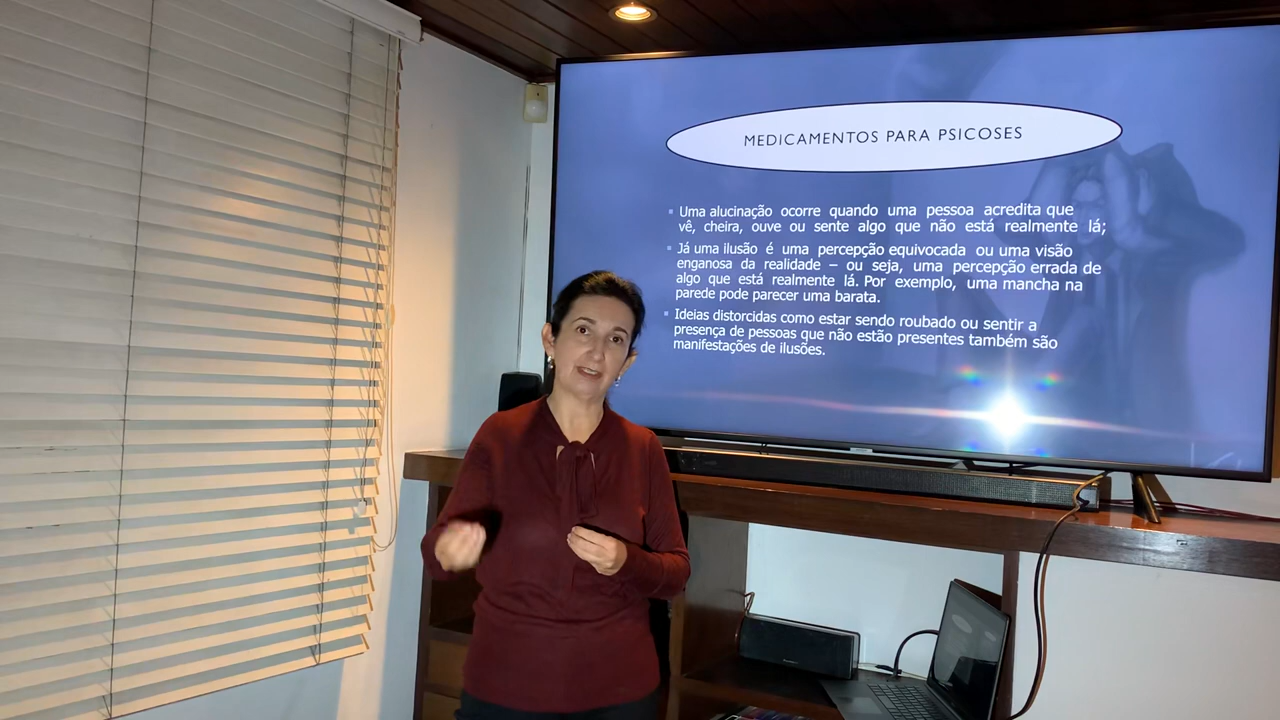 MEDICAMENTOS PARA PSICOSES
Uma alucinação ocorre quando uma pessoa acredita que
vê, cheira, ouve ou sente algo que não está realmente lá;
Já uma ilusão é uma percepção equivocada ou uma visão
enganosa da realidade – ou seja, uma percepção errada de
algo que está realmente lá. Por exemplo, uma mancha na
parede pode parecer uma barata.
Ideias distorcidas como estar sendo roubado ou sentir a
presença de pessoas que não estão presentes também são
manifestações de ilusões.